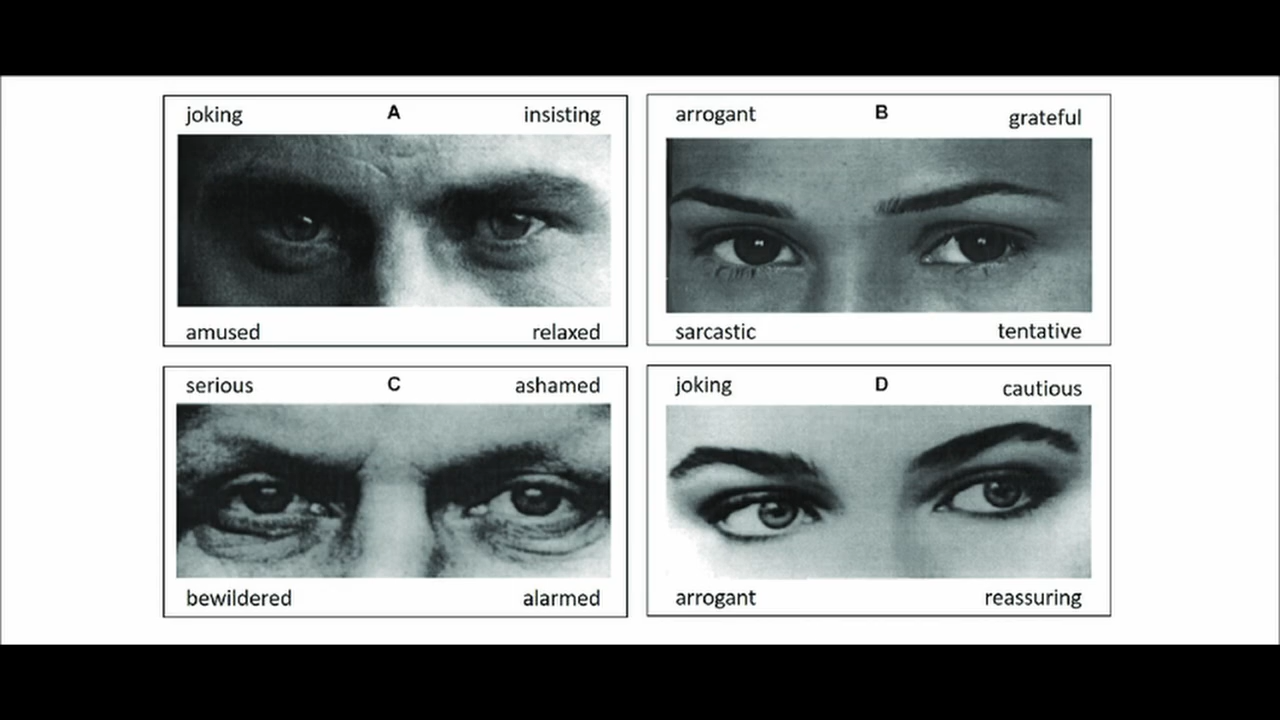 joking A insisting
amused relaxed
arrogant B grateful
sarcastic tentative
serious C ashamed
bewildered alarmed
joking D cautious
arrogant reassuring